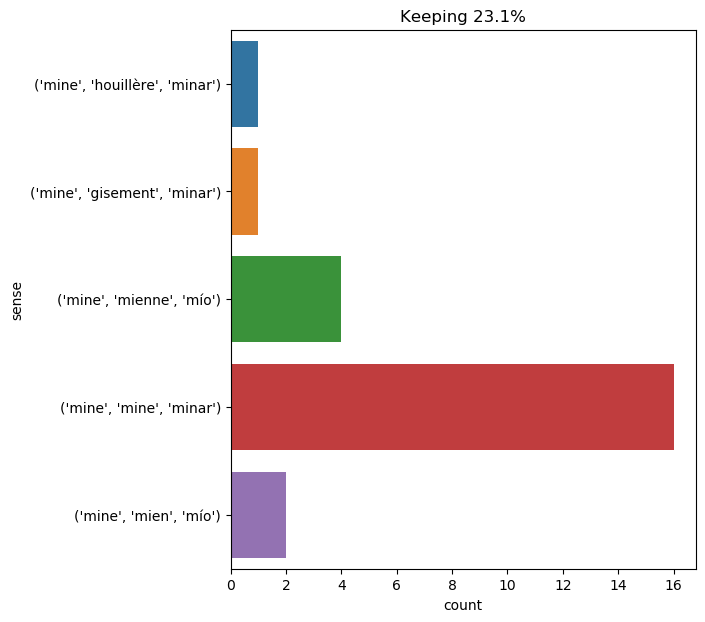 Keeping 23.1%
('mine', 'houillère', 'minar')
('mine', 'gisement', 'minar')
('mine', 'mienne', 'mío')
('mine', 'mine', 'minar')
('mine', 'mien', 'mío')
sense
0 2 4 6 8 10 12 14 16
count